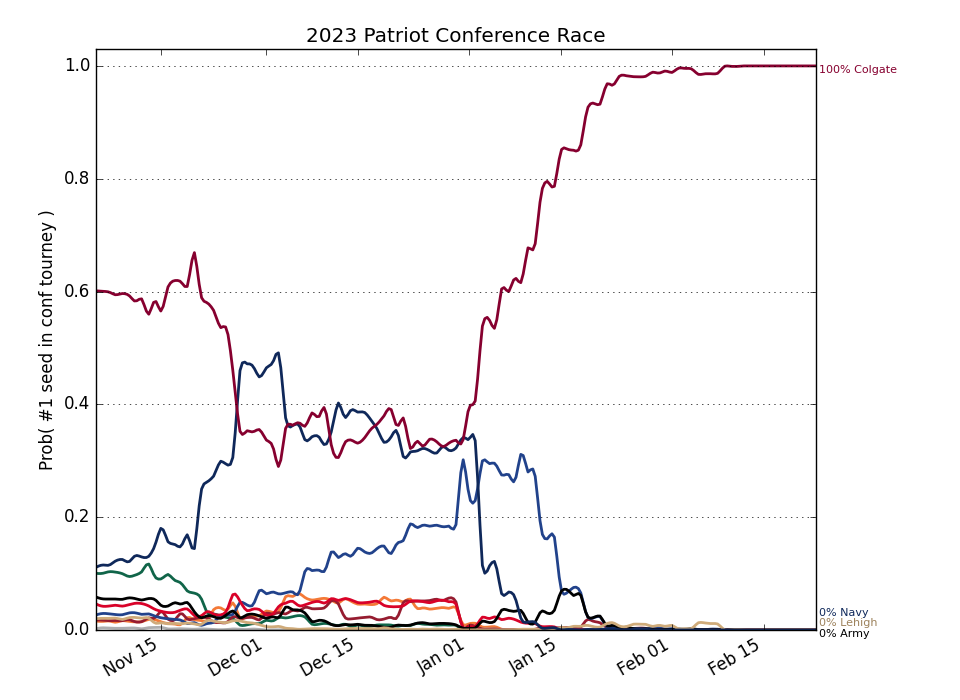 2023 Patriot Conference Race
Prob( #1 seed in conf tourney )
1.0
0.8
0.6
0.4
0.2
0.0
Nov 15
Dec 01
Dec 15
Jan 01
Jan 15
Feb 01
Feb 15
100% Colgate
0% Navy
0% Lehigh
0% Army